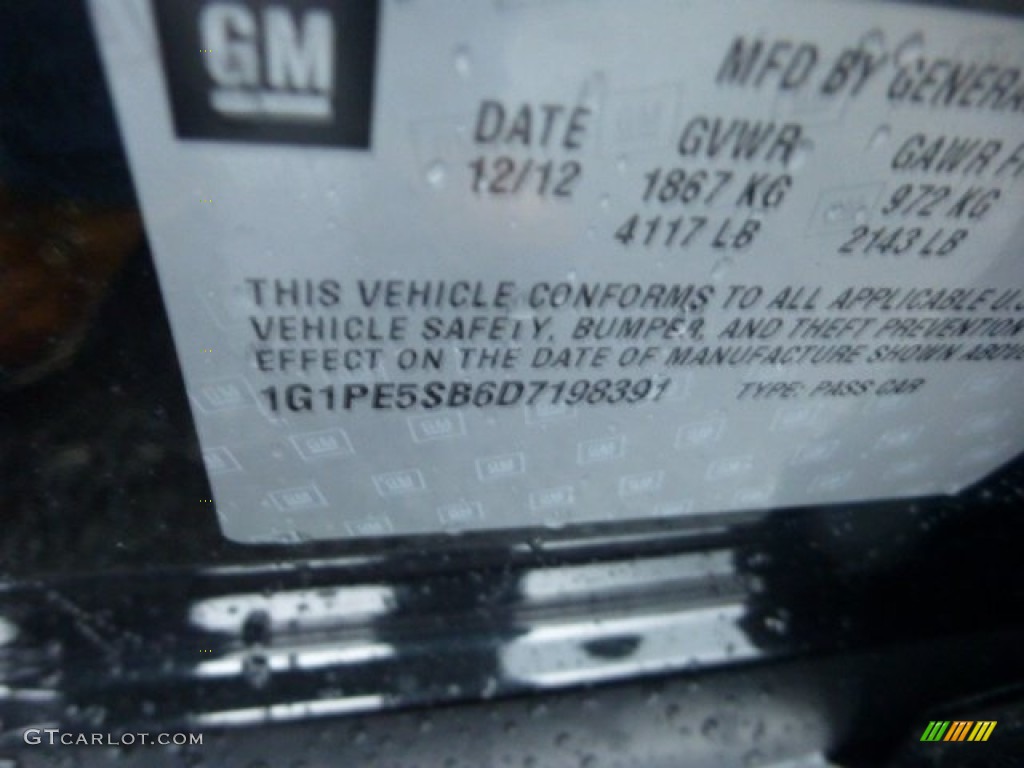 GM
MFD BY GENERA
DATE GVWR GAWR F
12/12 1867 KG 972 KG
4117 LB 2143 LB
THIS VEHICLE CONFORMS TO ALL APPLICABLE U.S
VEHICLE SAFETY, BUMPER, AND THEFT PREVENTION
EFFECT ON THE DATE OF MANUFACTURE SHOWN ABOV
1G1PE5SB6D7198391 TYPE: PASS CAR
GTCARLOT.COM